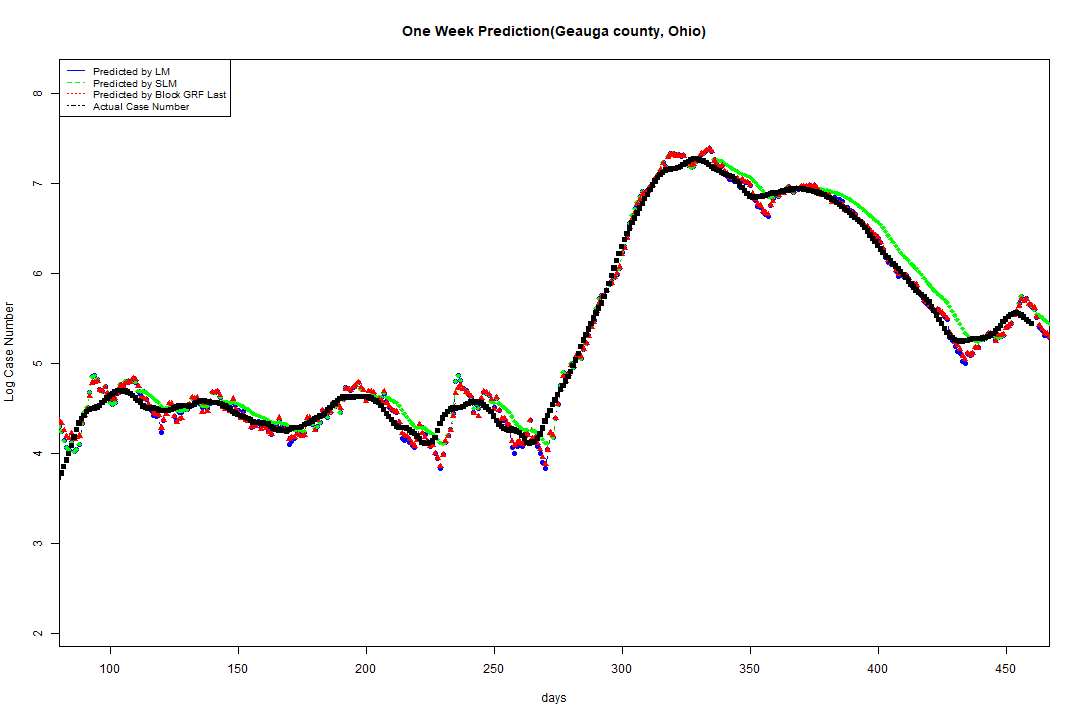 One Week Prediction(Geauga county, Ohio)
Predicted by LM
Predicted by SLM
Predicted by Block GRF Last
Actual Case Number
8
7
6
5
4
3
2
Log Case Number
100 150 200 250 300 350 400 450
days